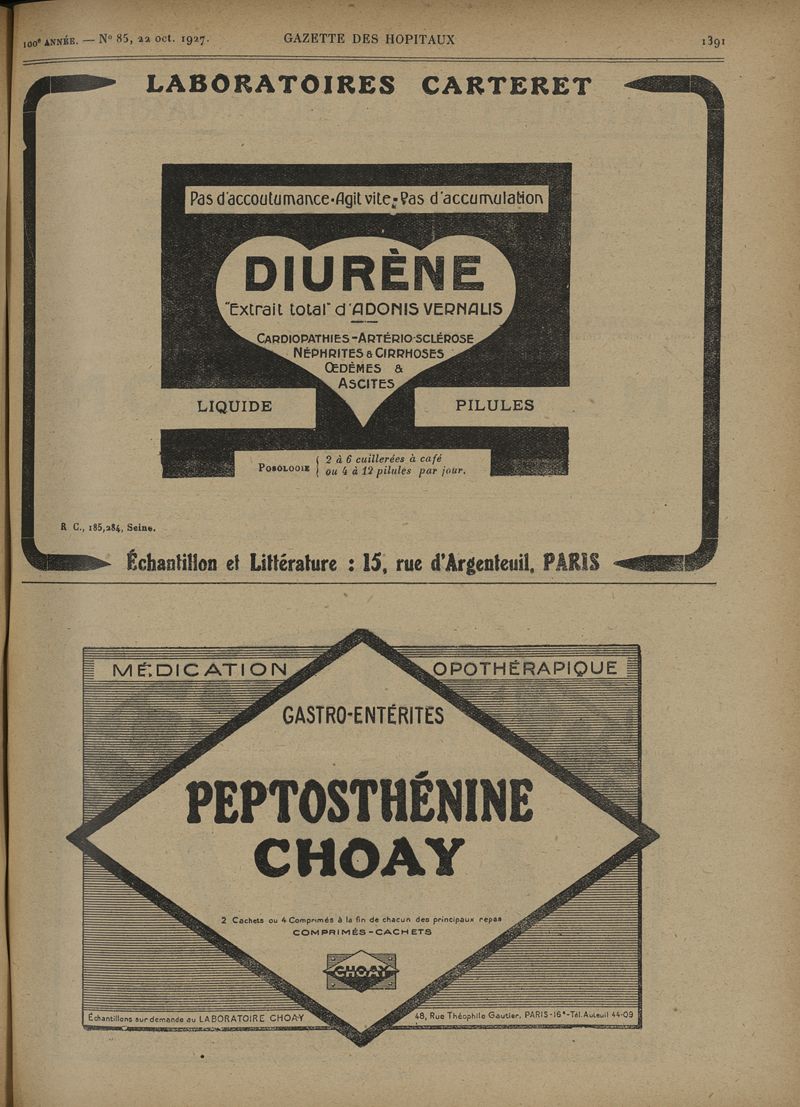 100e ANNÉE. — No 85, 22 oct. 1927. GAZETTE DES HOPITAUX 1391
LABORATOIRES CARTERET
Pas d'accoutumance-Agit vite-Pas d'accumulation
DIURÈNE
"Extrait total" d'ADONIS VERNALIS
CARDIOPATHIES-ARTÉRIO-SCLÉROSE
NÉPHRITES & CIRRHOSES
ŒDÈMES &
ASCITES
LIQUIDE PILULES
POSOLOGIE { 2 à 6 cuillerées à café
ou 4 à 12 pilules par jour.
R C., 185,284, Seine.
Échantillon et Littérature : 15, rue d'Argenteuil, PARIS
MÉDICATION OPOTHÉRAPIQUE
GASTRO-ENTÉRITES
PEPTOSTHÉNINE
CHOAY
2 Cachets ou 4 Comprimés à la fin de chacun des principaux repas
COMPRIMÉS-CACHETS
CHOAY
Échantillons sur demande au LABORATOIRE CHOAY 48, Rue Théophile Gautier, PARIS-16e-Tél. Auteuil 44-09